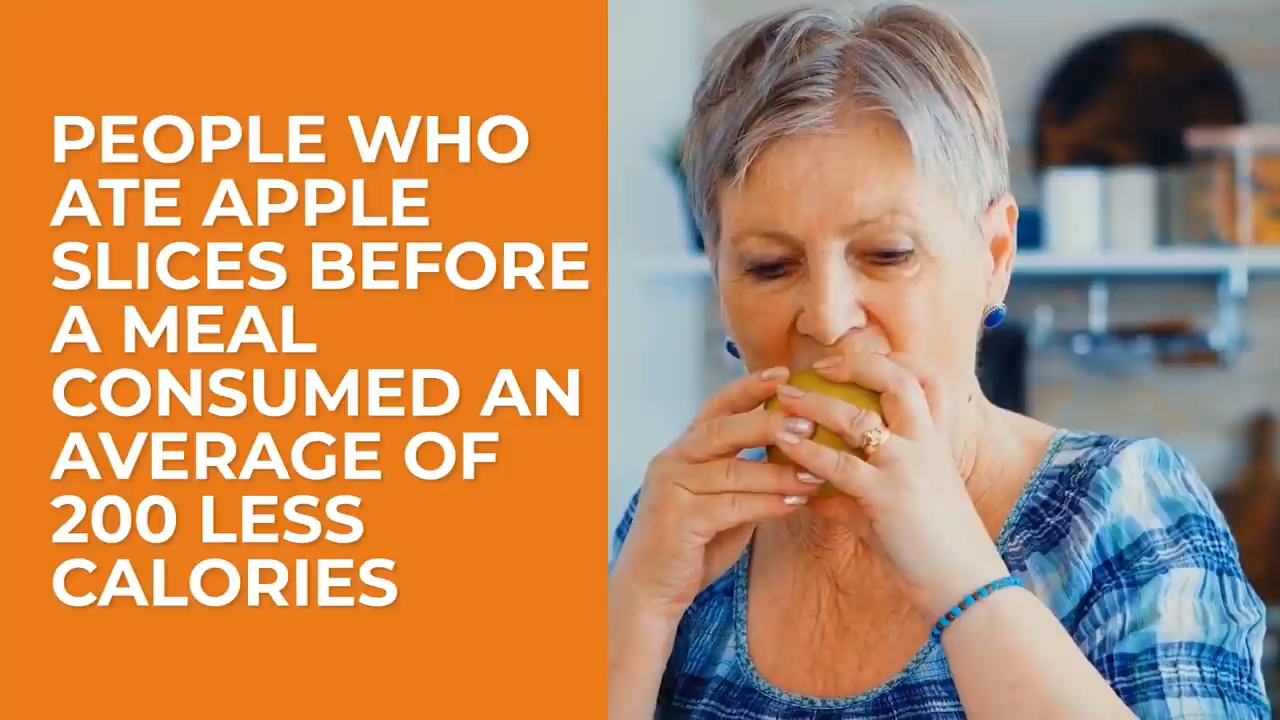 PEOPLE WHO
ATE APPLE
SLICES BEFORE
A MEAL
CONSUMED AN
AVERAGE OF
200 LESS
CALORIES